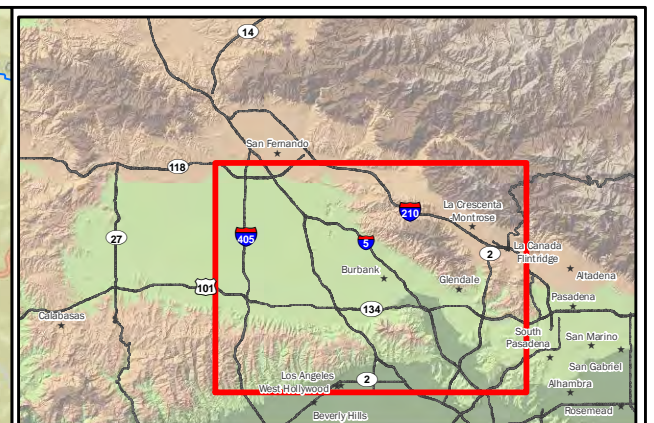 14
San Fernando
118
La Crescenta
-Montrose
210
27
405
5
2
La Canada
Flintridge
Burbank
Altadena
101
Glendale
Pasadena
Calabasas
134
South
Pasadena
San Marino
San Gabriel
Los Angeles
West Hollywood
2
Alhambra
Beverly Hills
Rosemead